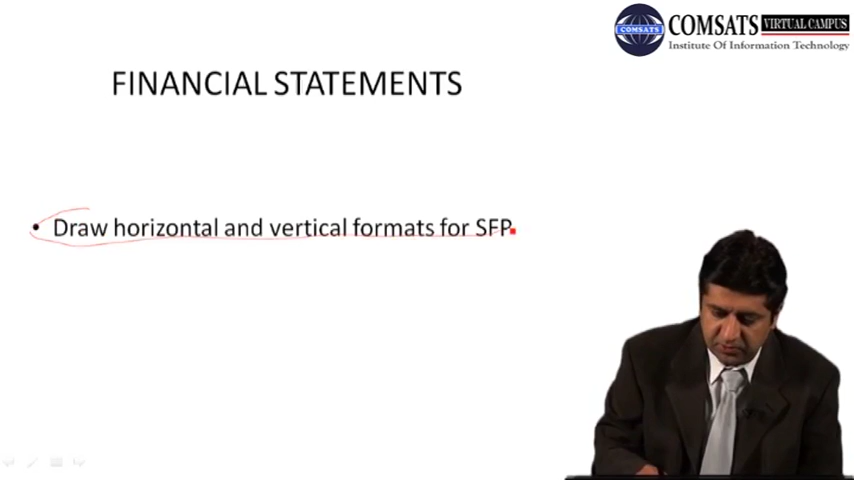 COMSATS VIRTUAL CAMPUS
COMSATS
Institute Of Information Technology
FINANCIAL STATEMENTS
• Draw horizontal and vertical formats for SFP